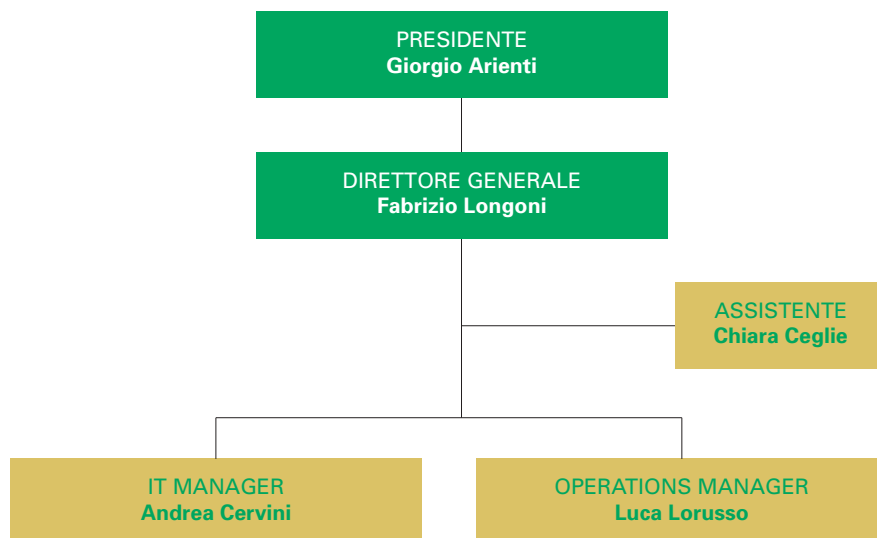 PRESIDENTE
Giorgio Arienti
DIRETTORE GENERALE
Fabrizio Longoni
ASSISTENTE
Chiara Ceglie
IT MANAGER
Andrea Cervini
OPERATIONS MANAGER
Luca Lorusso